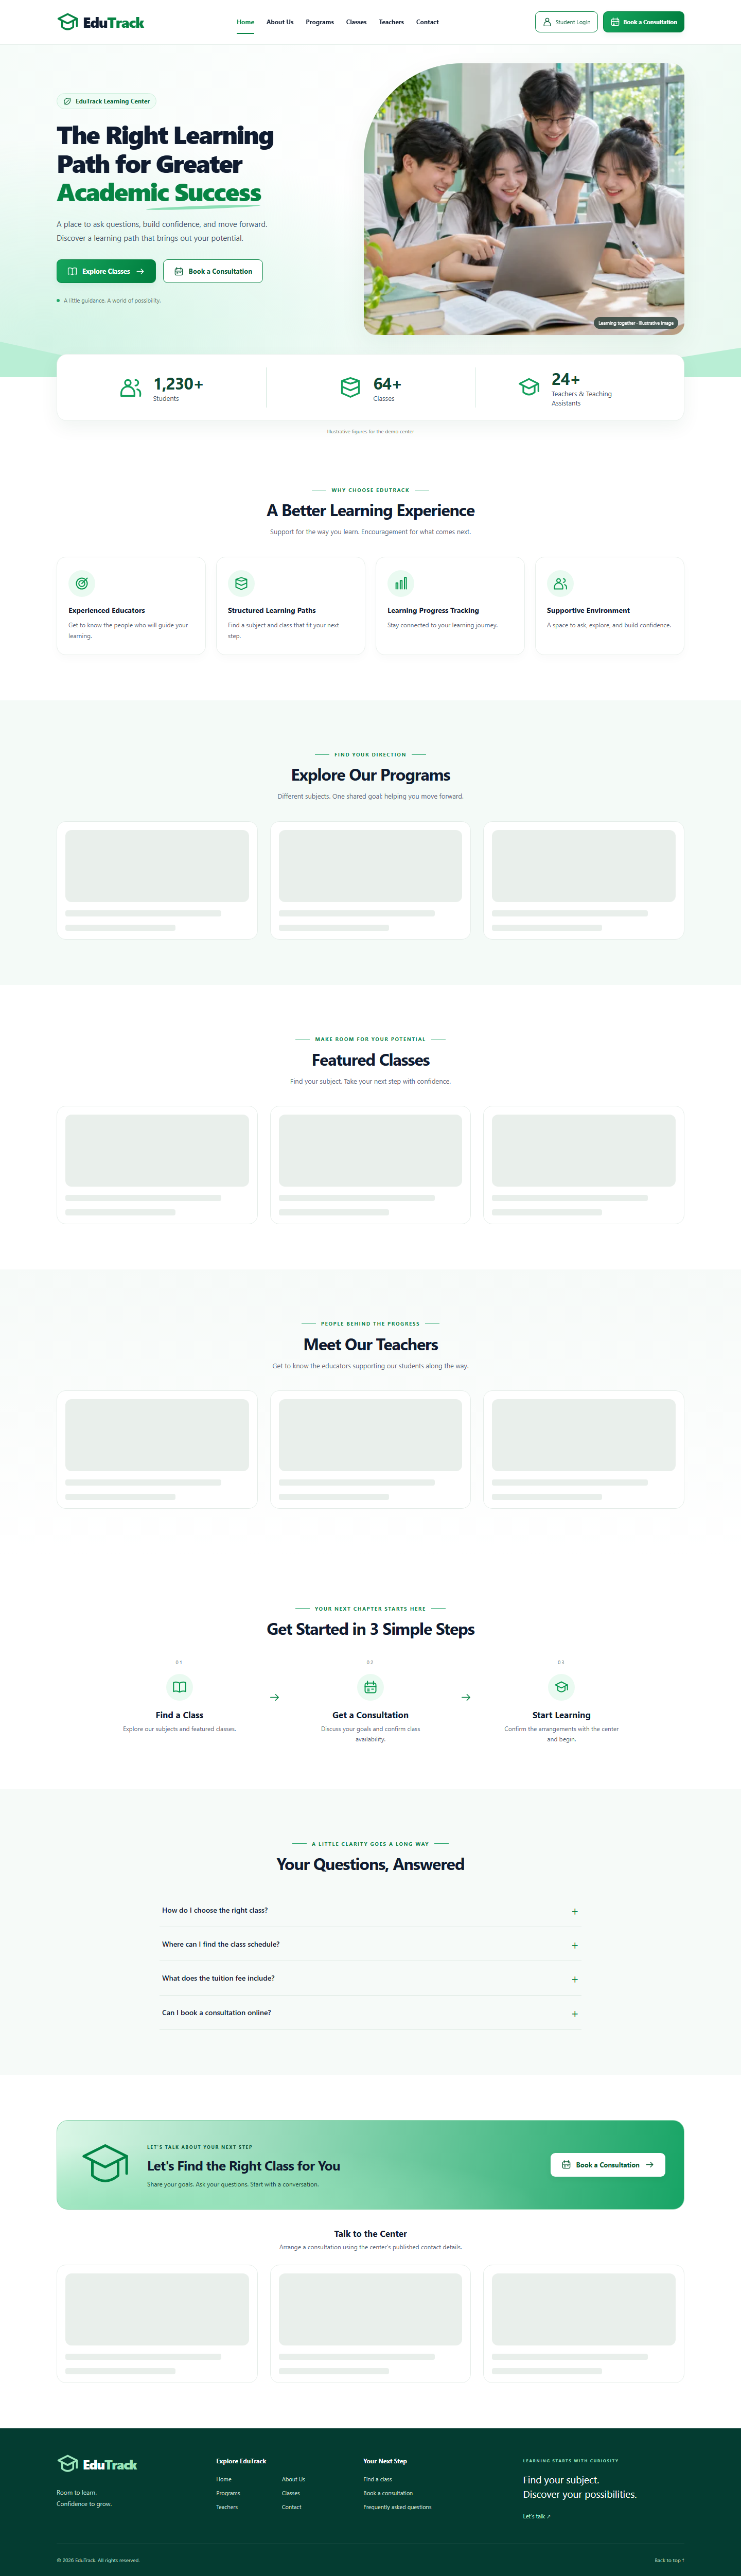 EduTrack
Home
About Us
Programs
Classes
Teachers
Contact
Student Login
Book a Consultation
EduTrack Learning Center
The Right Learning
Path for Greater
Academic Success
A place to ask questions, build confidence, and move forward.
Discover a learning path that brings out your potential.
Explore Classes →
Book a Consultation
A little guidance. A world of possibility.
Learning together · Illustrative image
1,230+
Students
64+
Classes
24+
Teachers & Teaching
Assistants
Illustrative figures for the demo center
WHY CHOOSE EDUTRACK
A Better Learning Experience
Support for the way you learn. Encouragement for what comes next.
Experienced Educators
Get to know the people who will guide your
learning.
Structured Learning Paths
Find a subject and class that fit your next
step.
Learning Progress Tracking
Stay connected to your learning journey.
Supportive Environment
A space to ask, explore, and build confidence.
FIND YOUR DIRECTION
Explore Our Programs
Different subjects. One shared goal: helping you move forward.
MAKE ROOM FOR YOUR POTENTIAL
Featured Classes
Find your subject. Take your next step with confidence.
PEOPLE BEHIND THE PROGRESS
Meet Our Teachers
Get to know the educators supporting our students along the way.
YOUR NEXT CHAPTER STARTS HERE
Get Started in 3 Simple Steps
01
Find a Class
Explore our subjects and featured classes.
→
02
Get a Consultation
Discuss your goals and confirm class
availability.
→
03
Start Learning
Confirm the arrangements with the center
and begin.
A LITTLE CLARITY GOES A LONG WAY
Your Questions, Answered
How do I choose the right class? +
Where can I find the class schedule? +
What does the tuition fee include? +
Can I book a consultation online? +
LET'S TALK ABOUT YOUR NEXT STEP
Let's Find the Right Class for You
Share your goals. Ask your questions. Start with a conversation.
Book a Consultation →
Talk to the Center
Arrange a consultation using the center's published contact details.
EduTrack
Room to learn.
Confidence to grow.
Explore EduTrack
Home
About Us
Programs
Classes
Teachers
Contact
Your Next Step
Find a class
Book a consultation
Frequently asked questions
LEARNING STARTS WITH CURIOSITY
Find your subject.
Discover your possibilities.
Let's talk ↗
© 2026 EduTrack. All rights reserved.
Back to top ↑